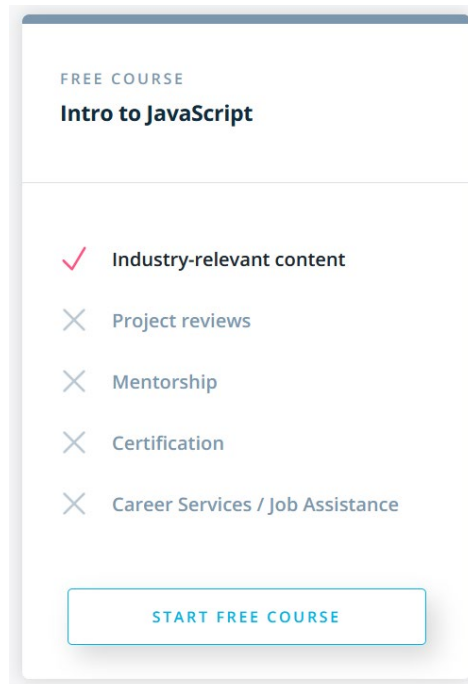 FREE COURSE
Intro to JavaScript
Industry-relevant content
Project reviews
Mentorship
Certification
Career Services / Job Assistance
START FREE COURSE